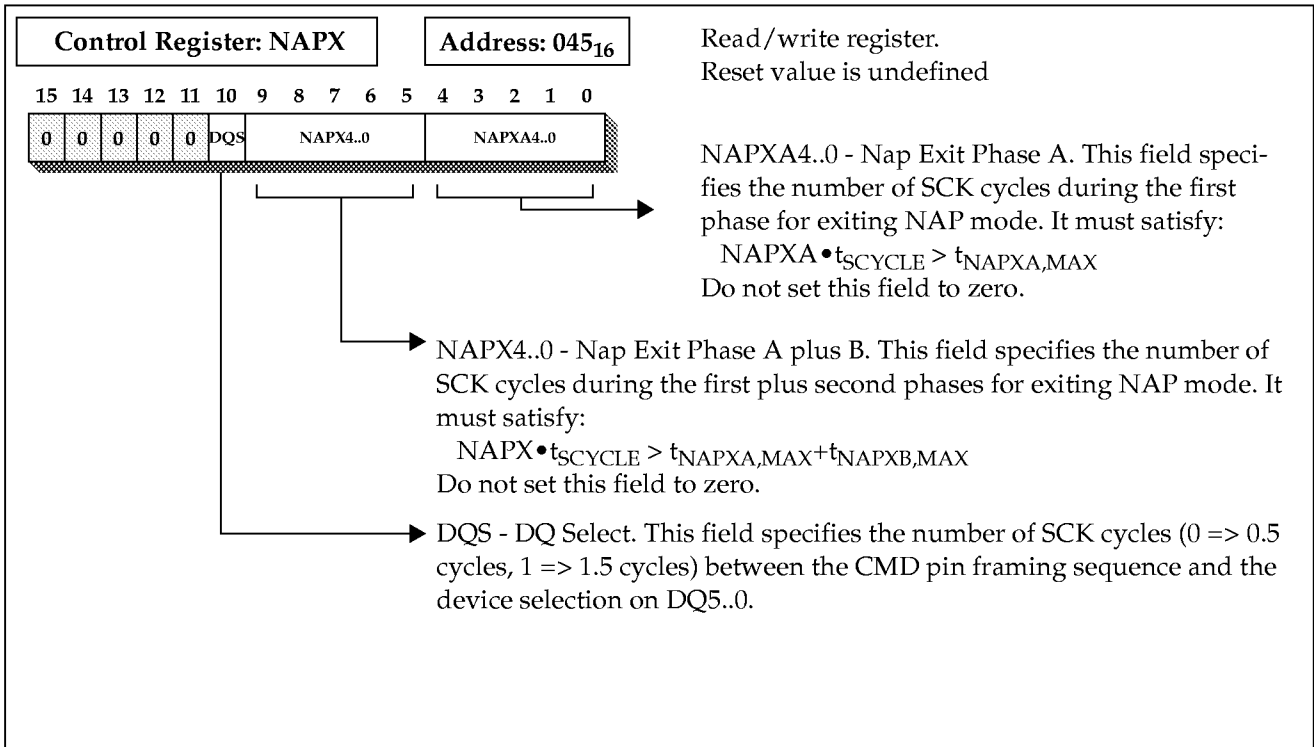 Control Register: NAPX
Address: 045₁₆
Read/write register.
Reset value is undefined
15 14 13 12 11 10 9 8 7 6 5 4 3 2 1 0
0 0 0 0 0 DQS NAPX4..0 NAPXA4..0
NAPXA4..0 - Nap Exit Phase A. This field speci-
fies the number of SCK cycles during the first
phase for exiting NAP mode. It must satisfy:
NAPXA•tSCYCLE > tNAPXA,MAX
Do not set this field to zero.
NAPX4..0 - Nap Exit Phase A plus B. This field specifies the number of
SCK cycles during the first plus second phases for exiting NAP mode. It
must satisfy:
NAPX•tSCYCLE > tNAPXA,MAX+tNAPXB,MAX
Do not set this field to zero.
DQS - DQ Select. This field specifies the number of SCK cycles (0 => 0.5
cycles, 1 => 1.5 cycles) between the CMD pin framing sequence and the
device selection on DQ5..0.